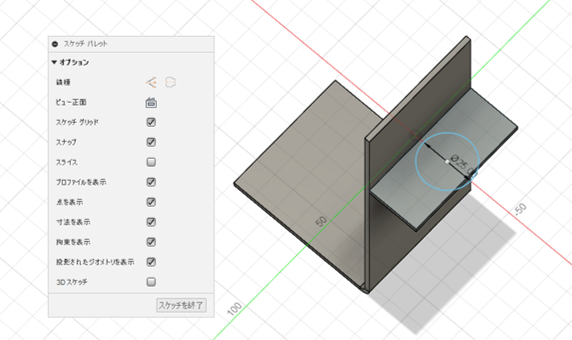 スケッチ パレット
オプション
線種
ビュー正面
スケッチ グリッド
スナップ
スライス
プロファイルを表示
点を表示
寸法を表示
拘束を表示
投影されたジオメトリを表示
3D スケッチ
スケッチを終了
Ø25.0
50
-50
100